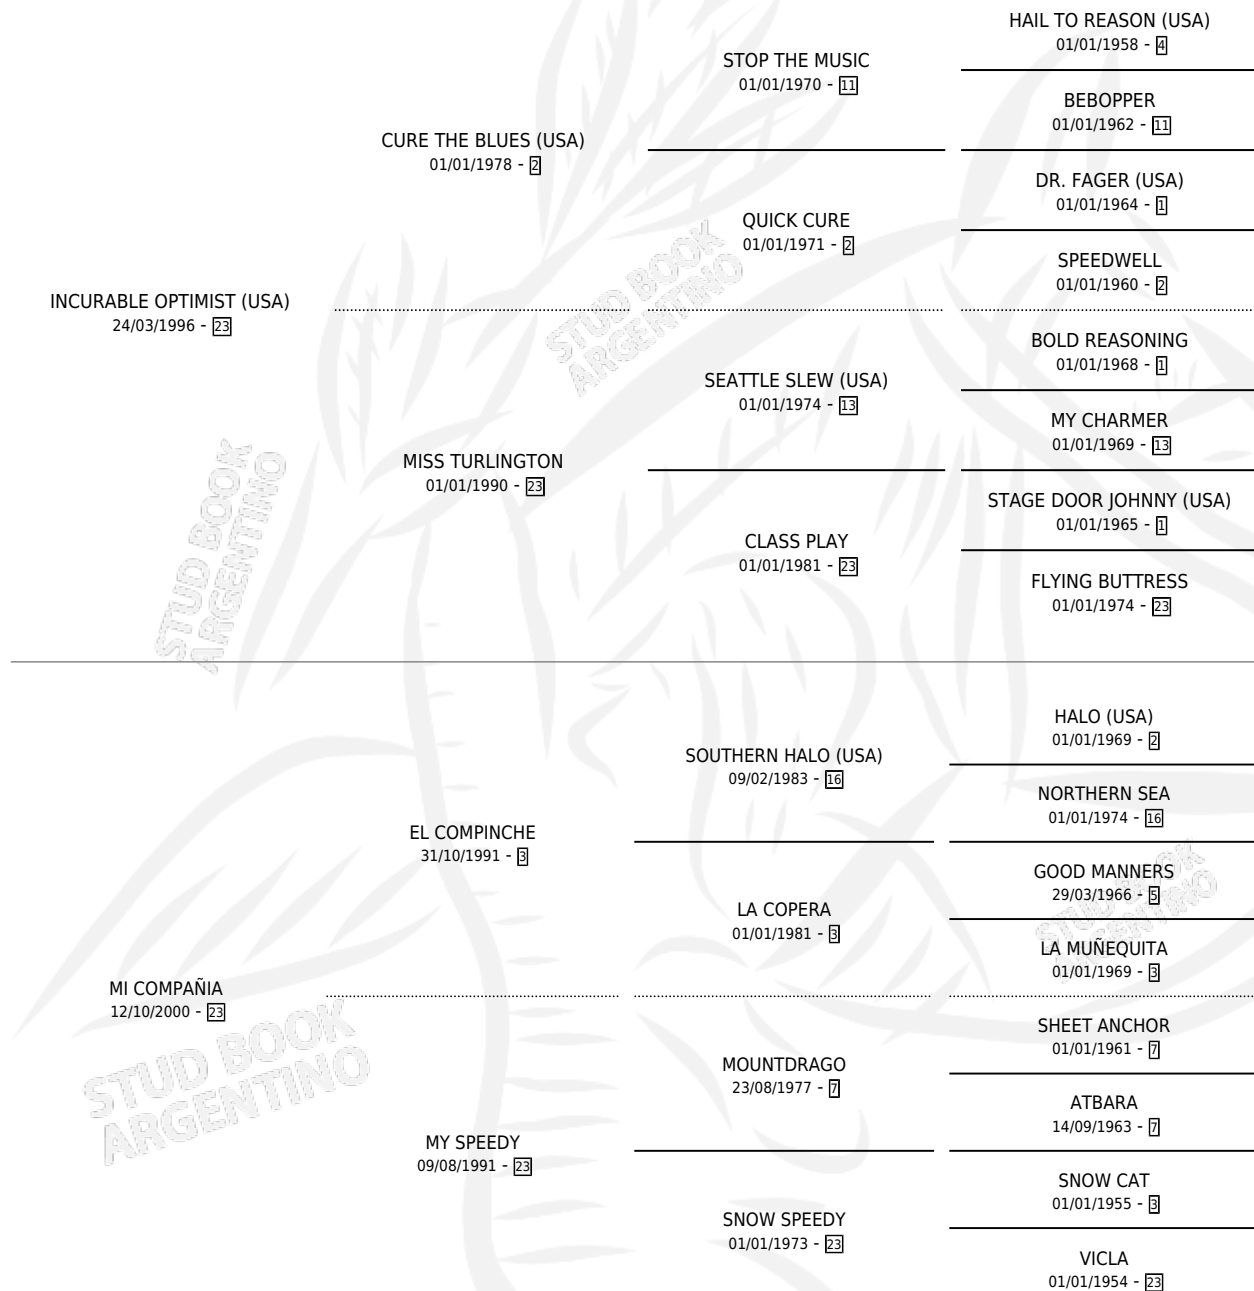 HAIL TO REASON (USA)
01/01/1958 - 4
STOP THE MUSIC
01/01/1970 - 11
BEBOPPER
01/01/1962 - 11
CURE THE BLUES (USA)
01/01/1978 - 2
DR. FAGER (USA)
01/01/1964 - 1
QUICK CURE
01/01/1971 - 2
SPEEDWELL
01/01/1960 - 2
INCURABLE OPTIMIST (USA)
24/03/1996 - 23
BOLD REASONING
01/01/1968 - 1
SEATTLE SLEW (USA)
01/01/1974 - 13
MY CHARMER
01/01/1969 - 13
MISS TURLINGTON
01/01/1990 - 23
STAGE DOOR JOHNNY (USA)
01/01/1965 - 1
CLASS PLAY
01/01/1981 - 23
FLYING BUTTRESS
01/01/1974 - 23
HALO (USA)
01/01/1969 - 2
SOUTHERN HALO (USA)
09/02/1983 - 16
NORTHERN SEA
01/01/1974 - 16
EL COMPINCHE
31/10/1991 - 3
GOOD MANNERS
29/03/1966 - 5
LA COPERA
01/01/1981 - 3
LA MUÑEQUITA
01/01/1969 - 3
MI COMPAÑIA
12/10/2000 - 23
SHEET ANCHOR
01/01/1961 - 7
MOUNTDRAGO
23/08/1977 - 7
ATBARA
14/09/1963 - 7
MY SPEEDY
09/08/1991 - 23
SNOW CAT
01/01/1955 - 3
SNOW SPEEDY
01/01/1973 - 23
VICLA
01/01/1954 - 23
STUD BOOK
ARGENTINO
STUD BOOK
ARGENTINO
STUD BOOK
ARGENTINO
STUD BOOK
ARGENTINO